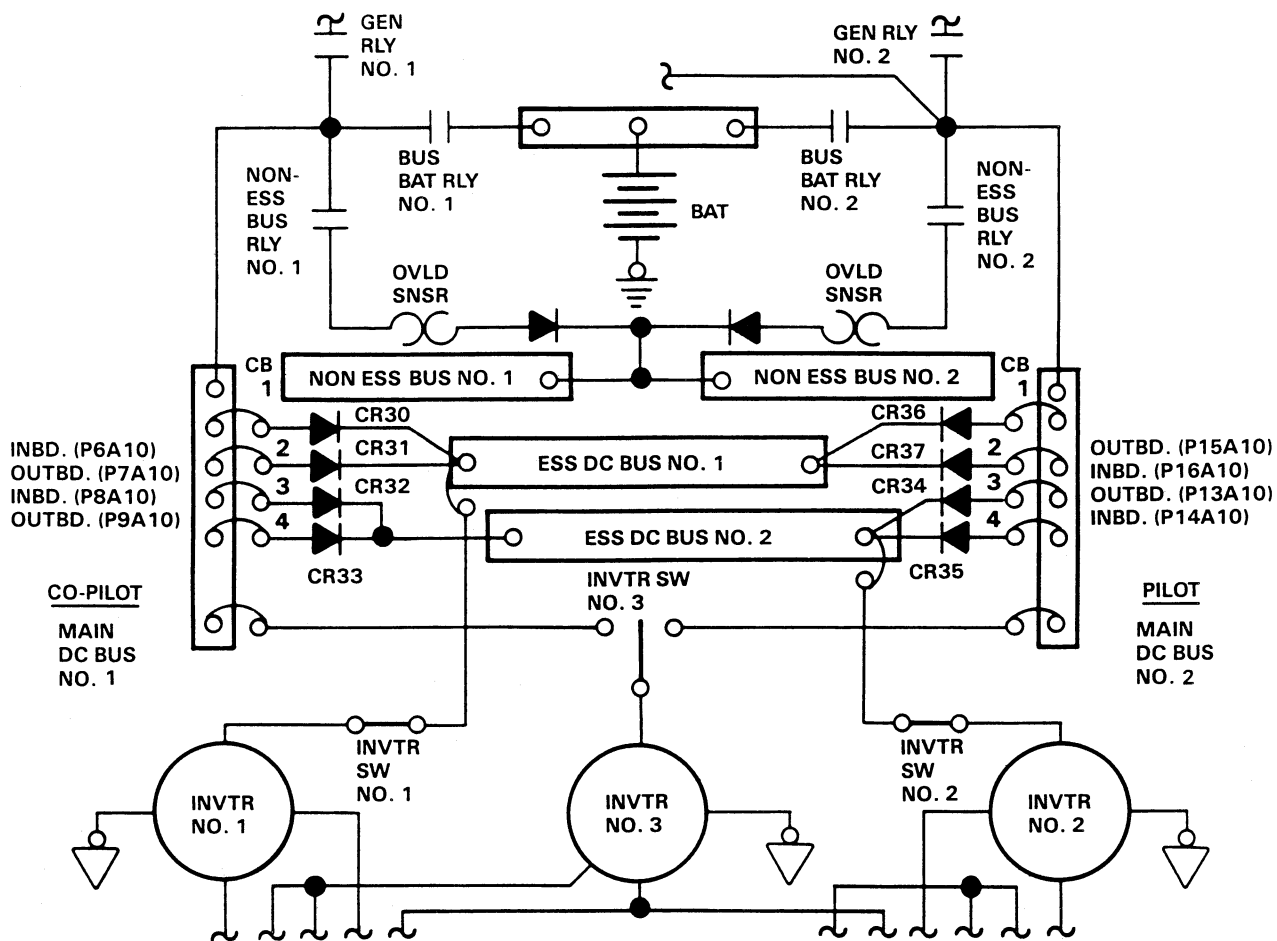 GEN
RLY
NO. 1
GEN RLY
NO. 2
BUS
BAT RLY
NO. 1
BUS
BAT RLY
NO. 2
NON-
ESS
BUS
RLY
NO. 1
NON-
ESS
BUS
RLY
NO. 2
BAT
OVLD
SNSR
OVLD
SNSR
CB
1
NON ESS BUS NO. 1
NON ESS BUS NO. 2
CB
1
CR30
CR36
INBD. (P6A10)
OUTBD. (P7A10)
INBD. (P8A10)
OUTBD. (P9A10)
2
CR31
ESS DC BUS NO. 1
CR37
2
OUTBD. (P15A10)
INBD. (P16A10)
OUTBD. (P13A10)
INBD. (P14A10)
3
CR32
CR34
3
4
ESS DC BUS NO. 2
4
CR33
CR35
INVTR SW
NO. 3
CO-PILOT
MAIN
DC BUS
NO. 1
PILOT
MAIN
DC BUS
NO. 2
INVTR
SW
NO. 1
INVTR
SW
NO. 2
INVTR
NO. 1
INVTR
NO. 3
INVTR
NO. 2